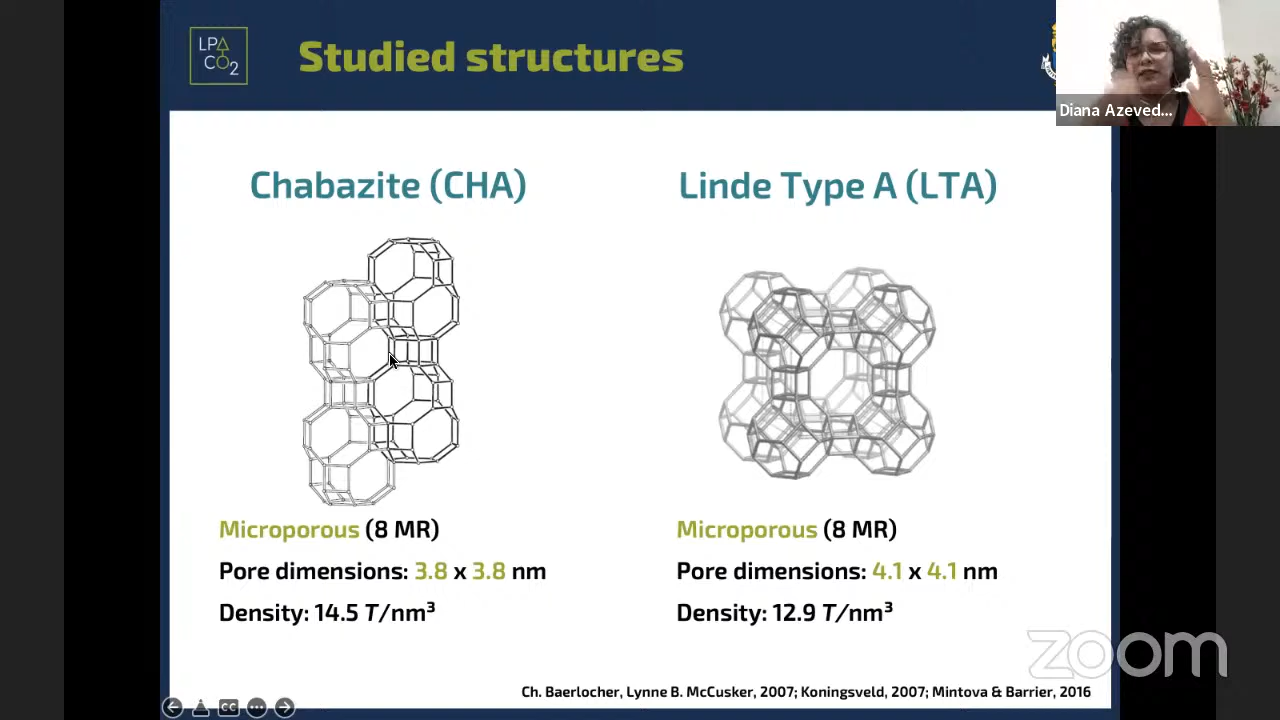 LPA
CO2
Studied structures
Diana Azeved...
Chabazite (CHA)
Linde Type A (LTA)
Microporous (8 MR)
Pore dimensions: 3.8 x 3.8 nm
Density: 14.5 T/nm³
Microporous (8 MR)
Pore dimensions: 4.1 x 4.1 nm
Density: 12.9 T/nm³
zoom
Ch. Baerlocher, Lynne B. McCusker, 2007; Koningsveld, 2007; Mintova & Barrier, 2016
CC